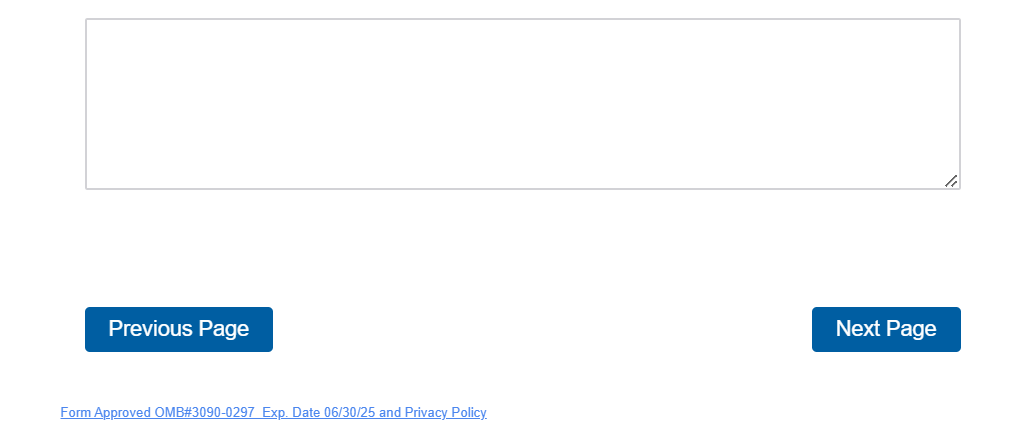 Previous Page
Next Page
Form Approved OMB#3090-0297 Exp. Date 06/30/25 and Privacy Policy